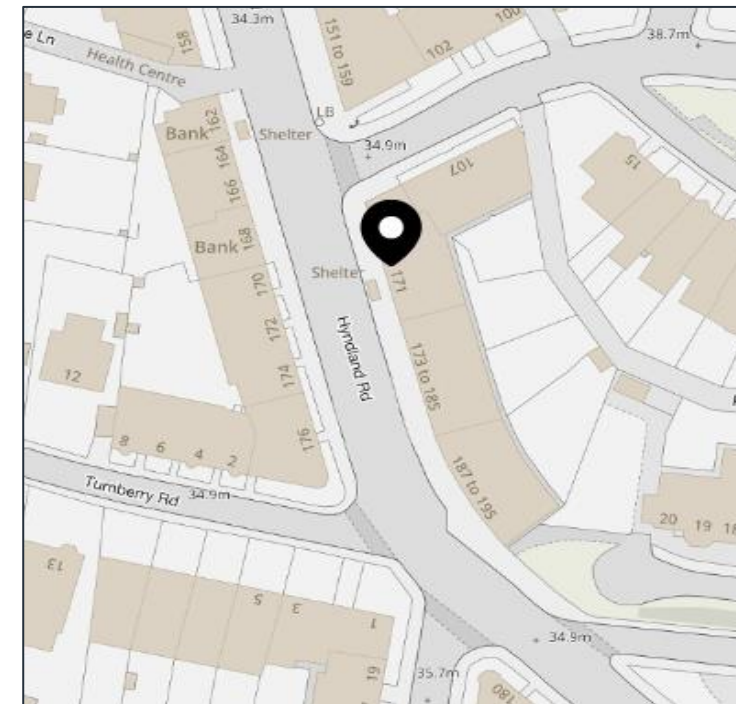 34.3m
e Ln
Health Centre
158
151 to 159
102
100
38.7m
LB
162
Bank
164
Shelter
34.9m
107
15
166
168
Bank
170
Shelter
171
172
Hyndland Rd
173 to 185
174
12
176
8
6
4
2
187 to 195
Turnberry Rd
34.9m
20
19
18
13
5
3
1
34.9m
19
35.7m
180